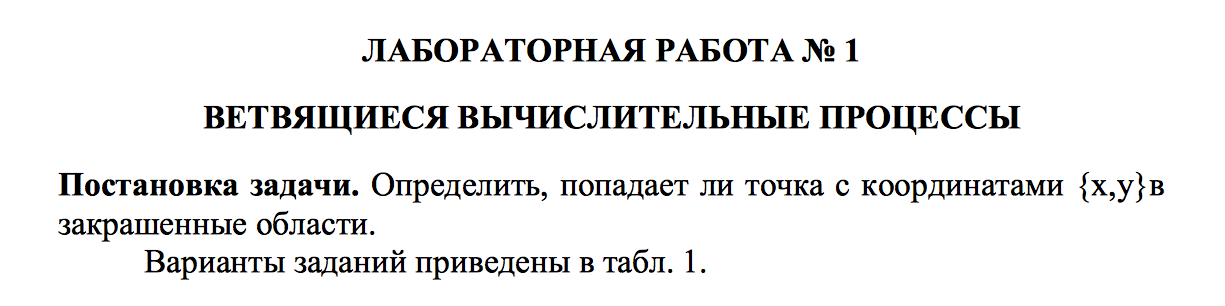 ЛАБОРАТОРНАЯ РАБОТА № 1
ВЕТВЯЩИЕСЯ ВЫЧИСЛИТЕЛЬНЫЕ ПРОЦЕССЫ
Постановка задачи. Определить, попадает ли точка с координатами {x,y}в
закрашенные области.
Варианты заданий приведены в табл. 1.